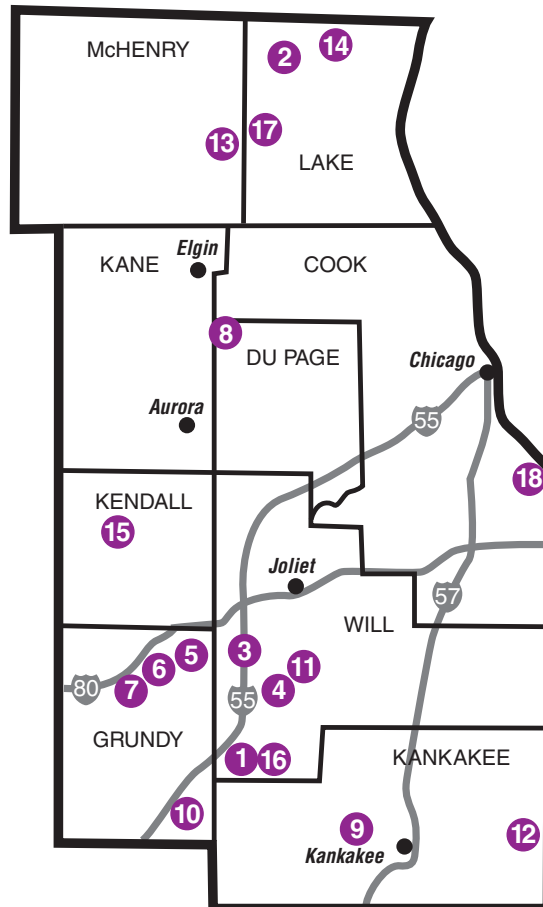 McHENRY
2
14
13
17
LAKE
KANE
Elgin
COOK
8
DU PAGE
Chicago
Aurora
55
18
KENDALL
15
Joliet
57
WILL
3
5
6
11
7
4
80
55
GRUNDY
1
16
KANKAKEE
10
9
12
Kankakee